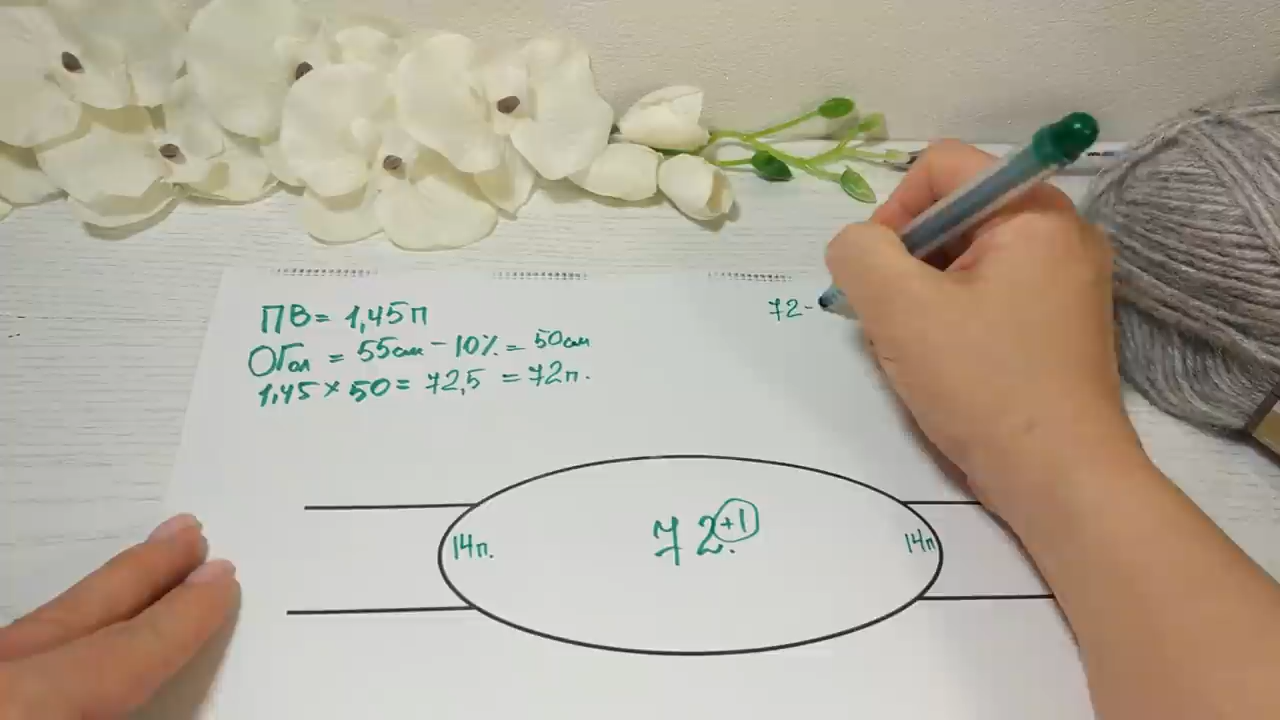 ПВ= 1,45п
Огол = 55см - 10% = 50см
1,45 × 50 = 72,5 = 72п.
72-
72.+1
14п.
14п